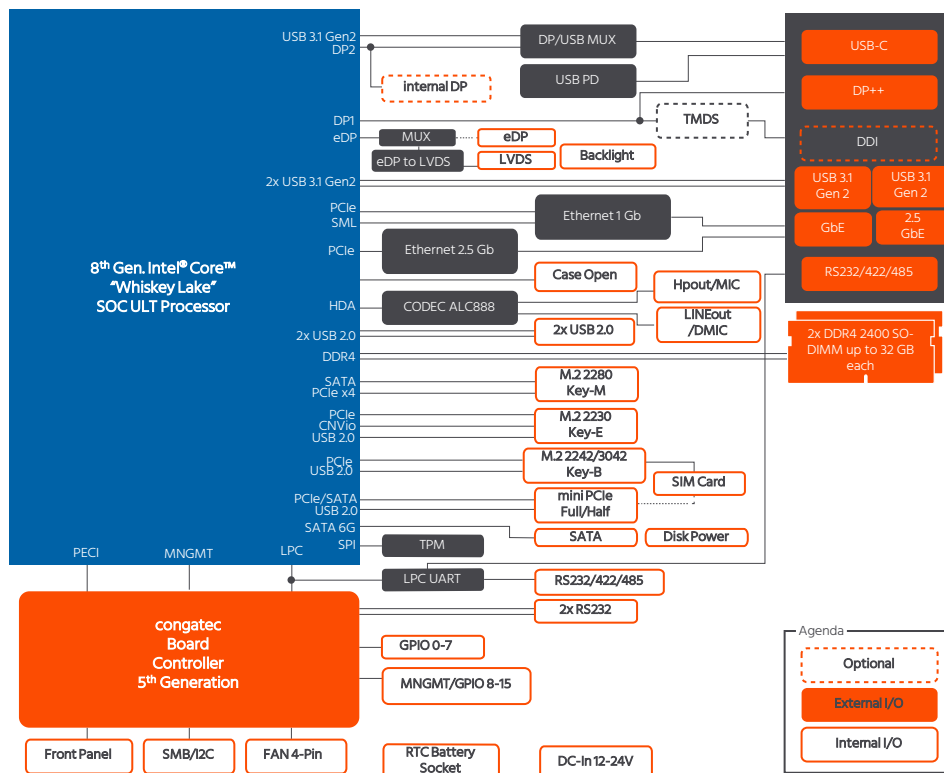 USB 3.1 Gen2
DP2
DP/USB MUX
USB-C
USB PD
internal DP
DP++
DP1
TMDS
eDP
MUX
eDP
DDI
eDP to LVDS
LVDS
Backlight
2x USB 3.1 Gen2
USB 3.1
Gen 2
USB 3.1
Gen 2
PCIe
SML
Ethernet 1 Gb
GbE
2.5
GbE
PCIe
Ethernet 2.5 Gb
8th Gen. Intel® Core™
"Whiskey Lake"
SOC ULT Processor
Case Open
RS232/422/485
HDA
CODEC ALC888
Hpout/MIC
LINEout
/DMIC
2x USB 2.0
2x USB 2.0
DDR4
2x DDR4 2400 SO-
DIMM up to 32 GB
each
SATA
PCIe x4
M.2 2280
Key-M
PCIe
CNVio
USB 2.0
M.2 2230
Key-E
PCIe
USB 2.0
M.2 2242/3042
Key-B
SIM Card
PCIe/SATA
USB 2.0
mini PCIe
Full/Half
SATA 6G
SATA
Disk Power
SPI
TPM
PECI
MNGMT
LPC
LPC UART
RS232/422/485
2x RS232
congatec
Board
Controller
5th Generation
GPIO 0-7
MNGMT/GPIO 8-15
Agenda
Optional
External I/O
Internal I/O
Front Panel
SMB/I2C
FAN 4-Pin
RTC Battery
Socket
DC-In 12-24V